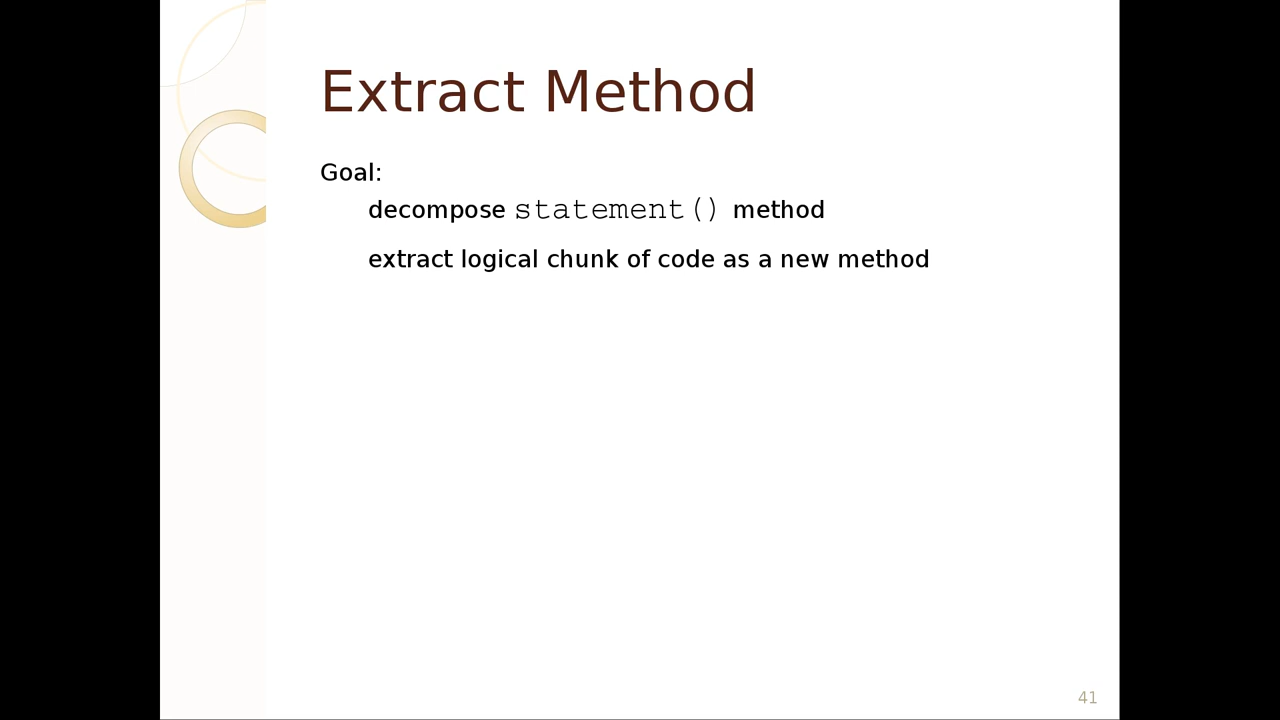 Extract Method
Goal:
decompose statement() method
extract logical chunk of code as a new method
41